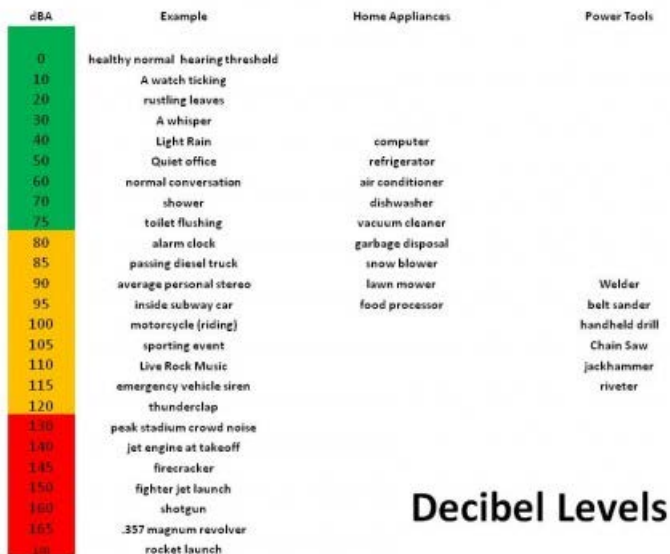 dBA Example Home Appliances Power Tools
0 healthy normal hearing threshold
10 A watch ticking
20 rustling leaves
30 A whisper
40 Light Rain computer
50 Quiet office refrigerator
60 normal conversation air conditioner
70 shower dishwasher
75 toilet flushing vacuum cleaner
80 alarm clock garbage disposal
85 passing diesel truck snow blower
90 average personal stereo lawn mower Welder
95 inside subway car food processor belt sander
100 motorcycle (riding) handheld drill
105 sporting event Chain Saw
110 Live Rock Music jackhammer
115 emergency vehicle siren riveter
120 thunderclap
130 peak stadium crowd noise
140 jet engine at takeoff
145 firecracker
150 fighter jet launch
160 shotgun
165 .357 magnum revolver
rocket launch
Decibel Levels